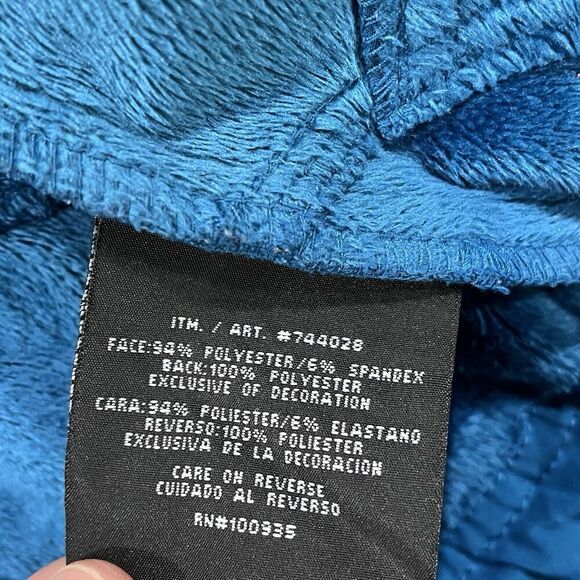 ITM. / ART. #744028
FACE:94% POLYESTER/6% SPANDEX
BACK:100% POLYESTER
EXCLUSIVE OF DECORATION
CARA:94% POLIESTER/6% ELASTANO
REVERSO:100% POLIESTER
EXCLUSIVA DE LA DECORACION
CARE ON REVERSE
CUIDADO AL REVERSO
RN#100935